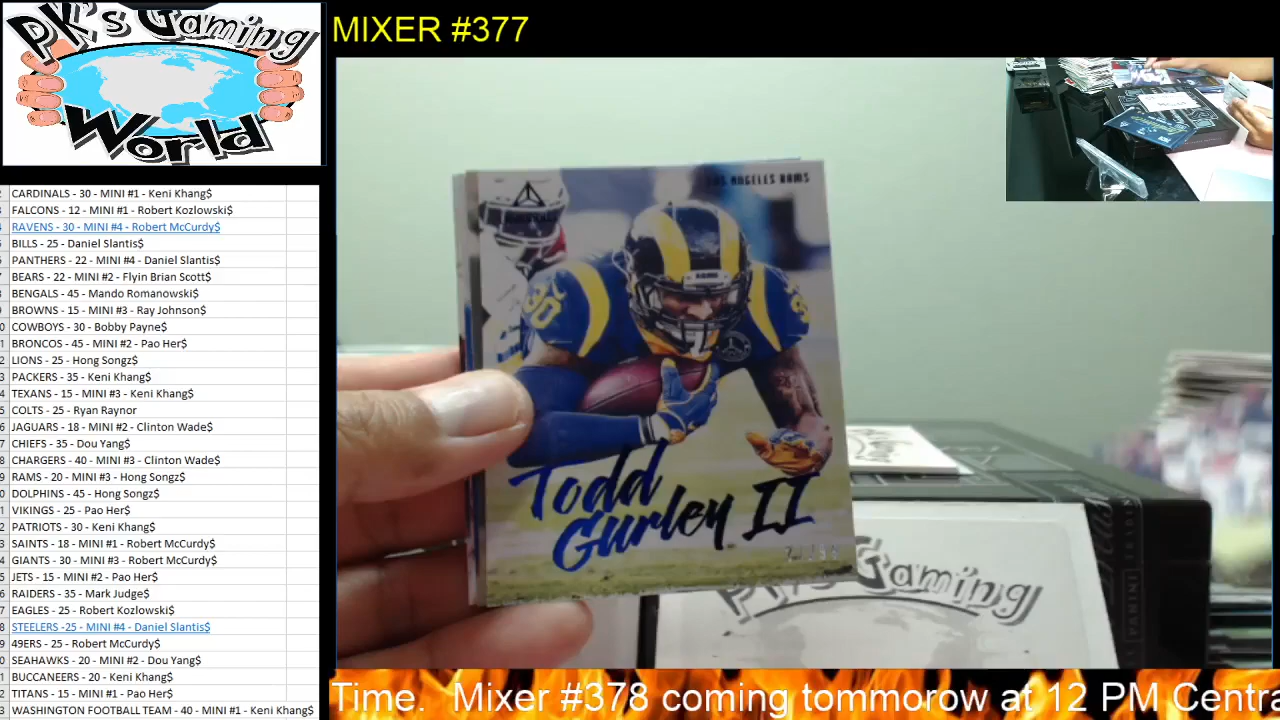 PK's Gaming
World
MIXER #377
CARDINALS - 30 - MINI #1 - Keni Khang$
FALCONS - 12 - MINI #1 - Robert Kozlowski$
RAVENS - 30 - MINI #4 - Robert McCurdy$
BILLS - 25 - Daniel Slantis$
PANTHERS - 22 - MINI #4 - Daniel Slantis$
BEARS - 22 - MINI #2 - Flyin Brian Scott$
BENGALS - 45 - Mando Romanowski$
BROWNS - 15 - MINI #3 - Ray Johnson$
COWBOYS - 30 - Bobby Payne$
BRONCOS - 45 - MINI #2 - Pao Her$
LIONS - 25 - Hong Songz$
PACKERS - 35 - Keni Khang$
TEXANS - 15 - MINI #3 - Keni Khang$
COLTS - 25 - Ryan Raynor
JAGUARS - 18 - MINI #2 - Clinton Wade$
CHIEFS - 35 - Dou Yang$
CHARGERS - 40 - MINI #3 - Clinton Wade$
RAMS - 20 - MINI #3 - Hong Songz$
DOLPHINS - 45 - Hong Songz$
VIKINGS - 25 - Pao Her$
PATRIOTS - 30 - Keni Khang$
SAINTS - 18 - MINI #1 - Robert McCurdy$
GIANTS - 30 - MINI #3 - Robert McCurdy$
JETS - 15 - MINI #2 - Pao Her$
RAIDERS - 35 - Mark Judge$
EAGLES - 25 - Robert Kozlowski$
STEELERS -25 - MINI #4 - Daniel Slantis$
49ERS - 25 - Robert McCurdy$
SEAHAWKS - 20 - MINI #2 - Dou Yang$
BUCCANEERS - 20 - Keni Khang$
TITANS - 15 - MINI #1 - Pao Her$
WASHINGTON FOOTBALL TEAM - 40 - MINI #1 - Keni Khang$
LOS ANGELES RAMS
RAMS
30
Todd
Gurley II
PK's Gaming
PANINI
Time. Mixer #378 coming tommorow at 12 PM Centra